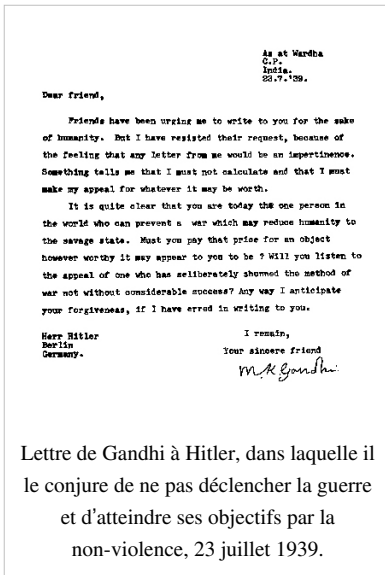 As at Wardha
C.P.
India.
23.7.'39.
Dear friend,
Friends have been urging me to write to you for the sake
of humanity. But I have resisted their request, because of
the feeling that any letter from me would be an impertinence.
Something tells me that I must not calculate and that I must
make my appeal for whatever it may be worth.
It is quite clear that you are today the one person in
the world who can prevent a war which may reduce humanity to
the savage state. Must you pay that price for an object
however worthy it may appear to you to be ? Will you listen to
the appeal of one who has seliberately shunned the method of
war not without considerable success? Any way I anticipate
your forgiveness, if I have erred in writing to you.
Herr Hitler
Berlin
Germany.
I remain,
Your sincere friend
M.K.Gandhi
Lettre de Gandhi à Hitler, dans laquelle il
le conjure de ne pas déclencher la guerre
et d'atteindre ses objectifs par la
non-violence, 23 juillet 1939.